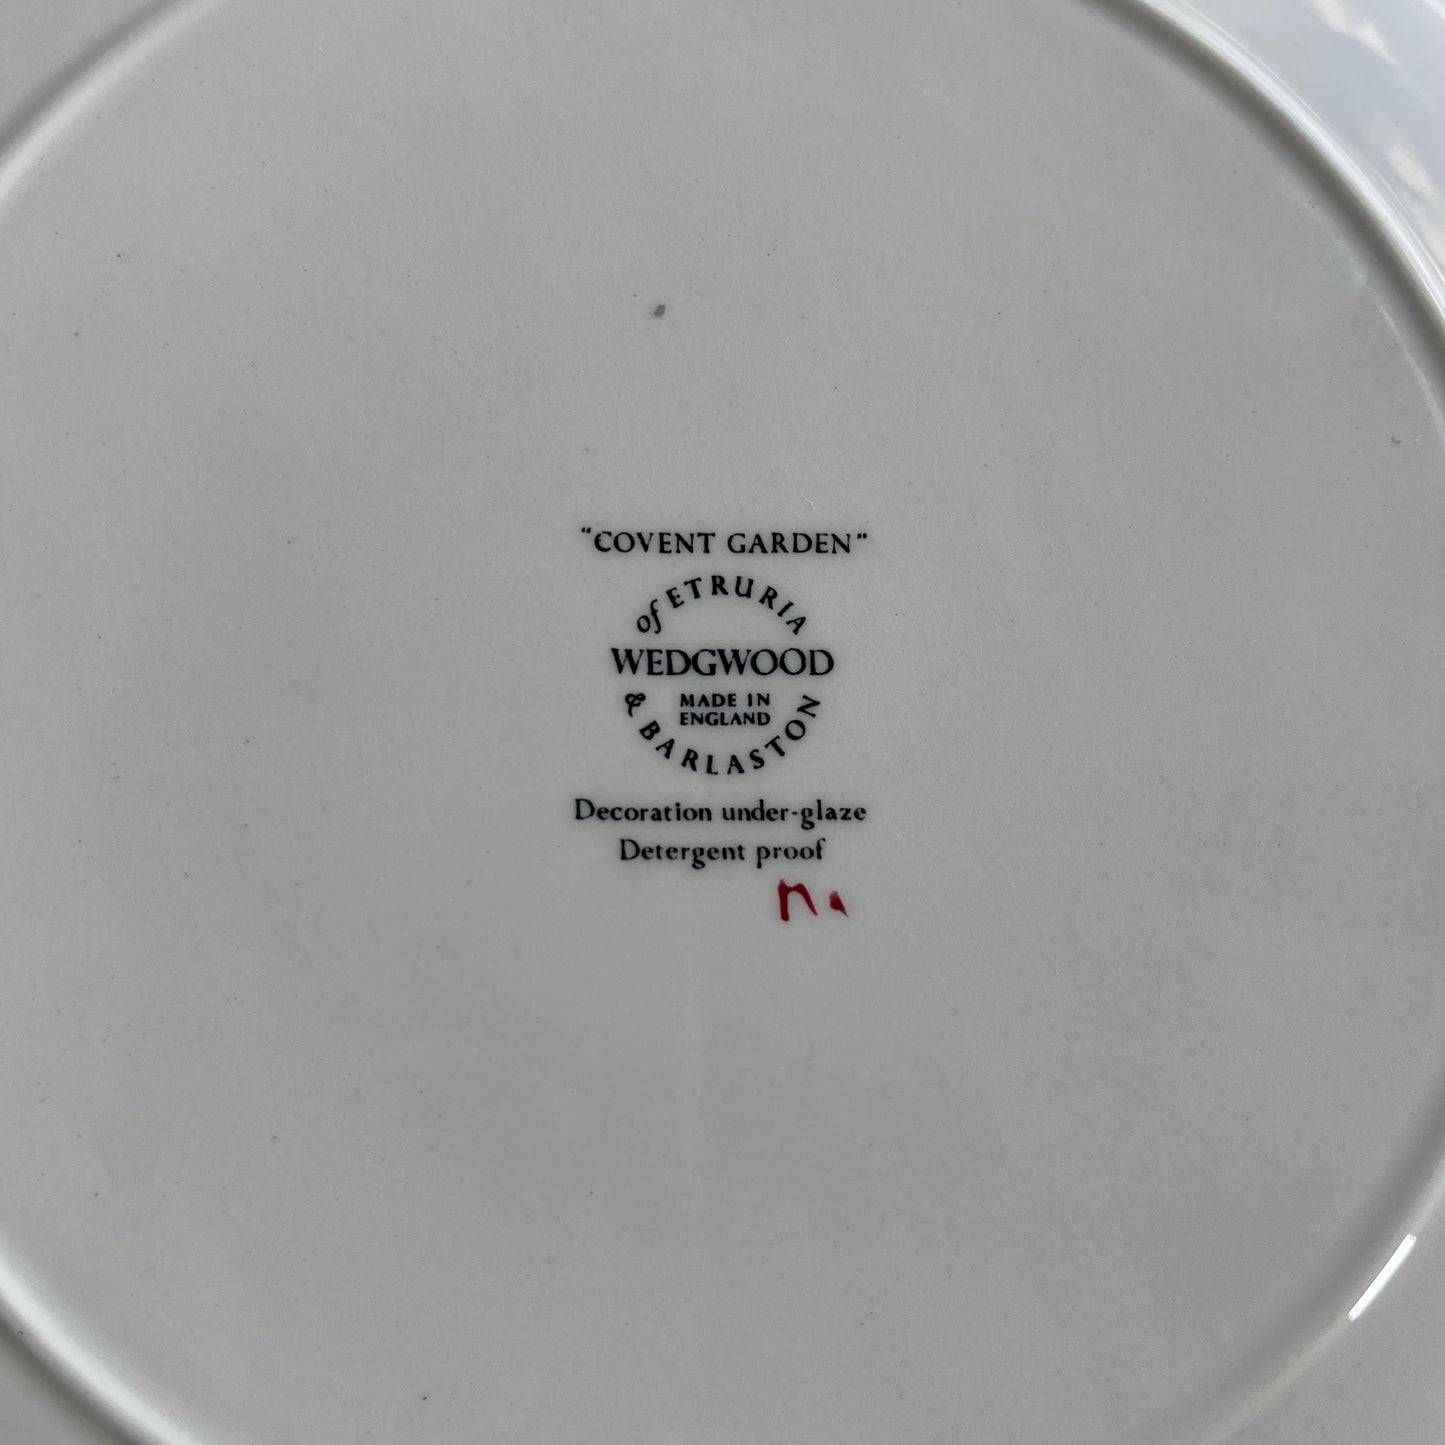 “COVENT GARDEN”
of ETRURIA
WEDGWOOD
MADE IN
ENGLAND
& BARLASTON
Decoration under-glaze
Detergent proof